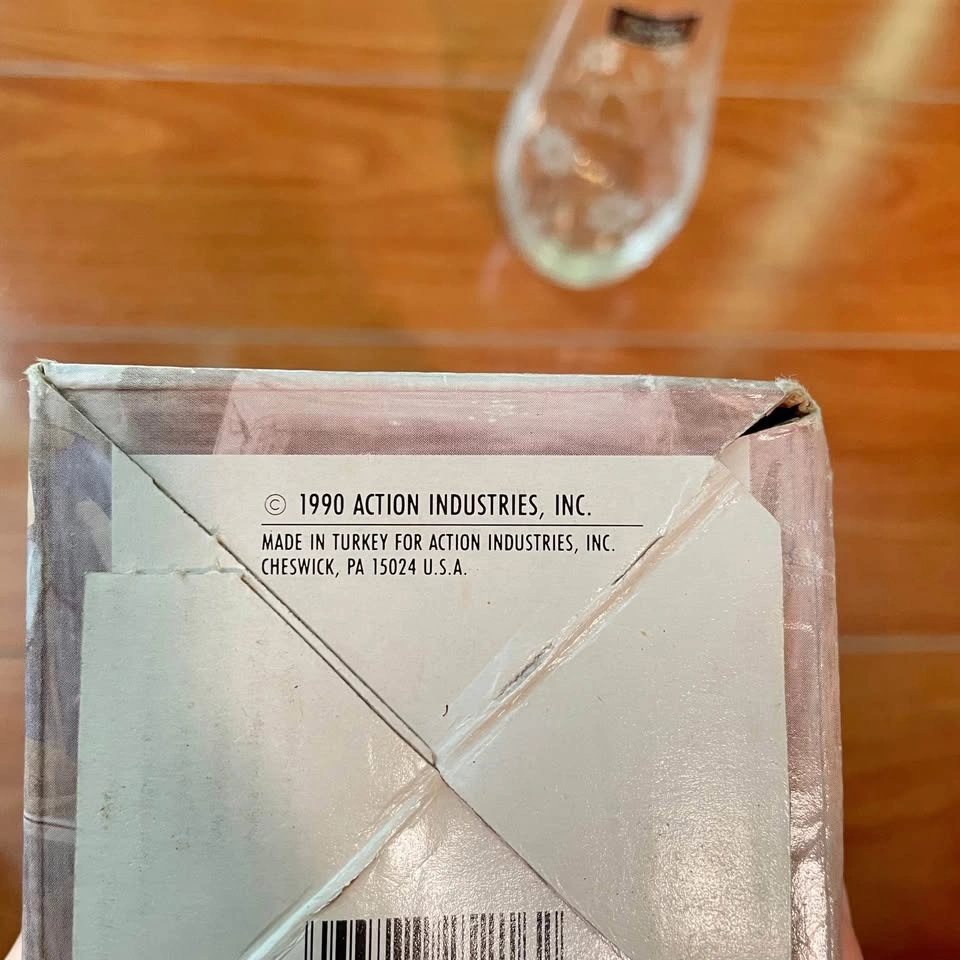 © 1990 ACTION INDUSTRIES, INC.
MADE IN TURKEY FOR ACTION INDUSTRIES, INC.
CHESWICK, PA 15024 U.S.A.